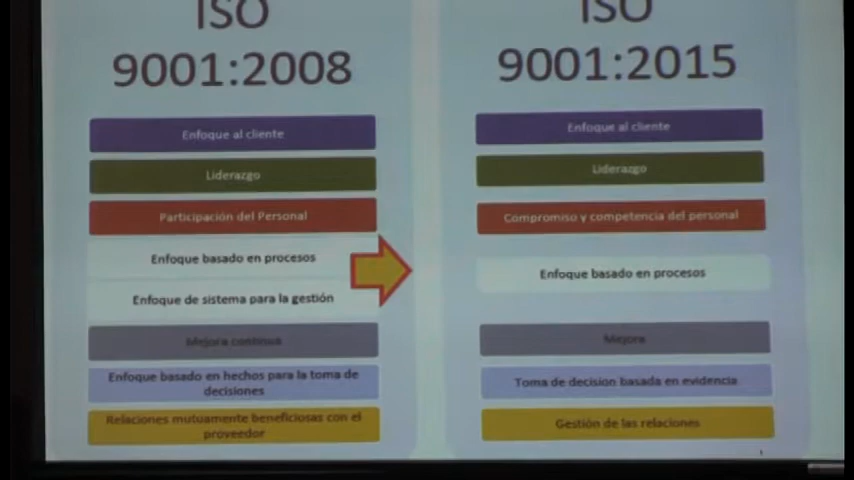 ISO
9001:2008
Enfoque al cliente
Liderazgo
Participación del Personal
Enfoque basado en procesos
Enfoque de sistema para la gestión
Mejora continua
Enfoque basado en hechos para la toma de
decisiones
Relaciones mutuamente beneficiosas con el
proveedor
ISO
9001:2015
Enfoque al cliente
Liderazgo
Compromiso y competencia del personal
Enfoque basado en procesos
Mejora
Toma de decision basada en evidencia
Gestión de las relaciones